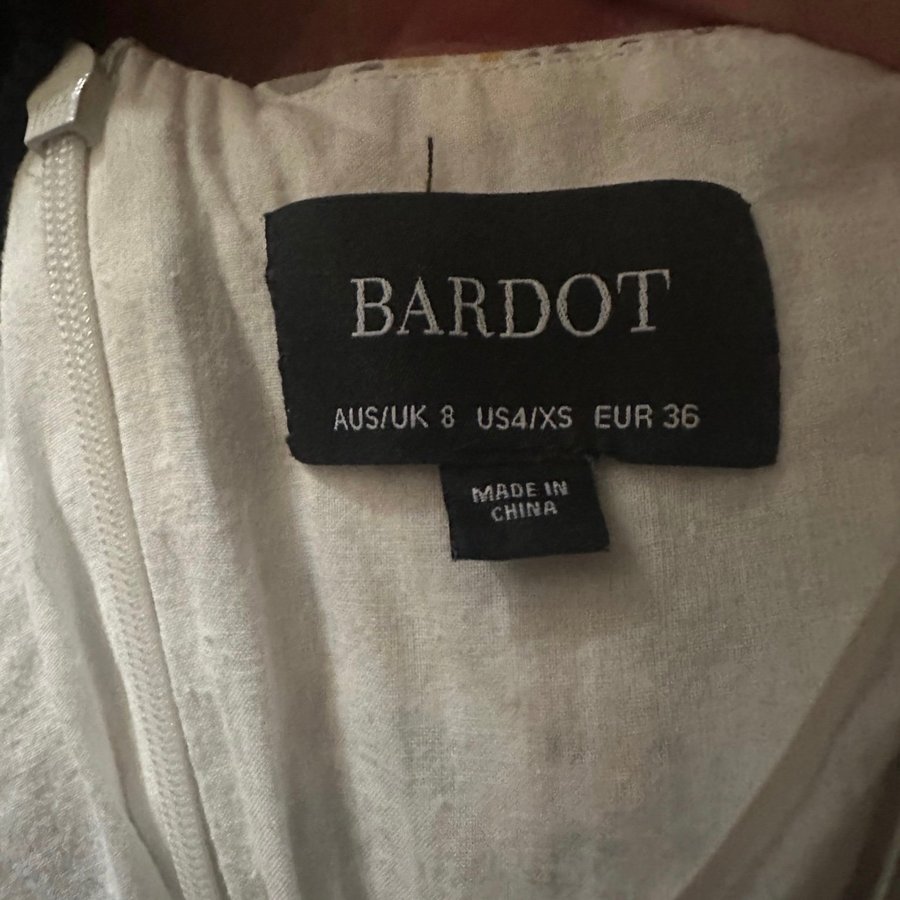 BARDOT
AUS/UK 8 US4/XS EUR 36
MADE IN
CHINA